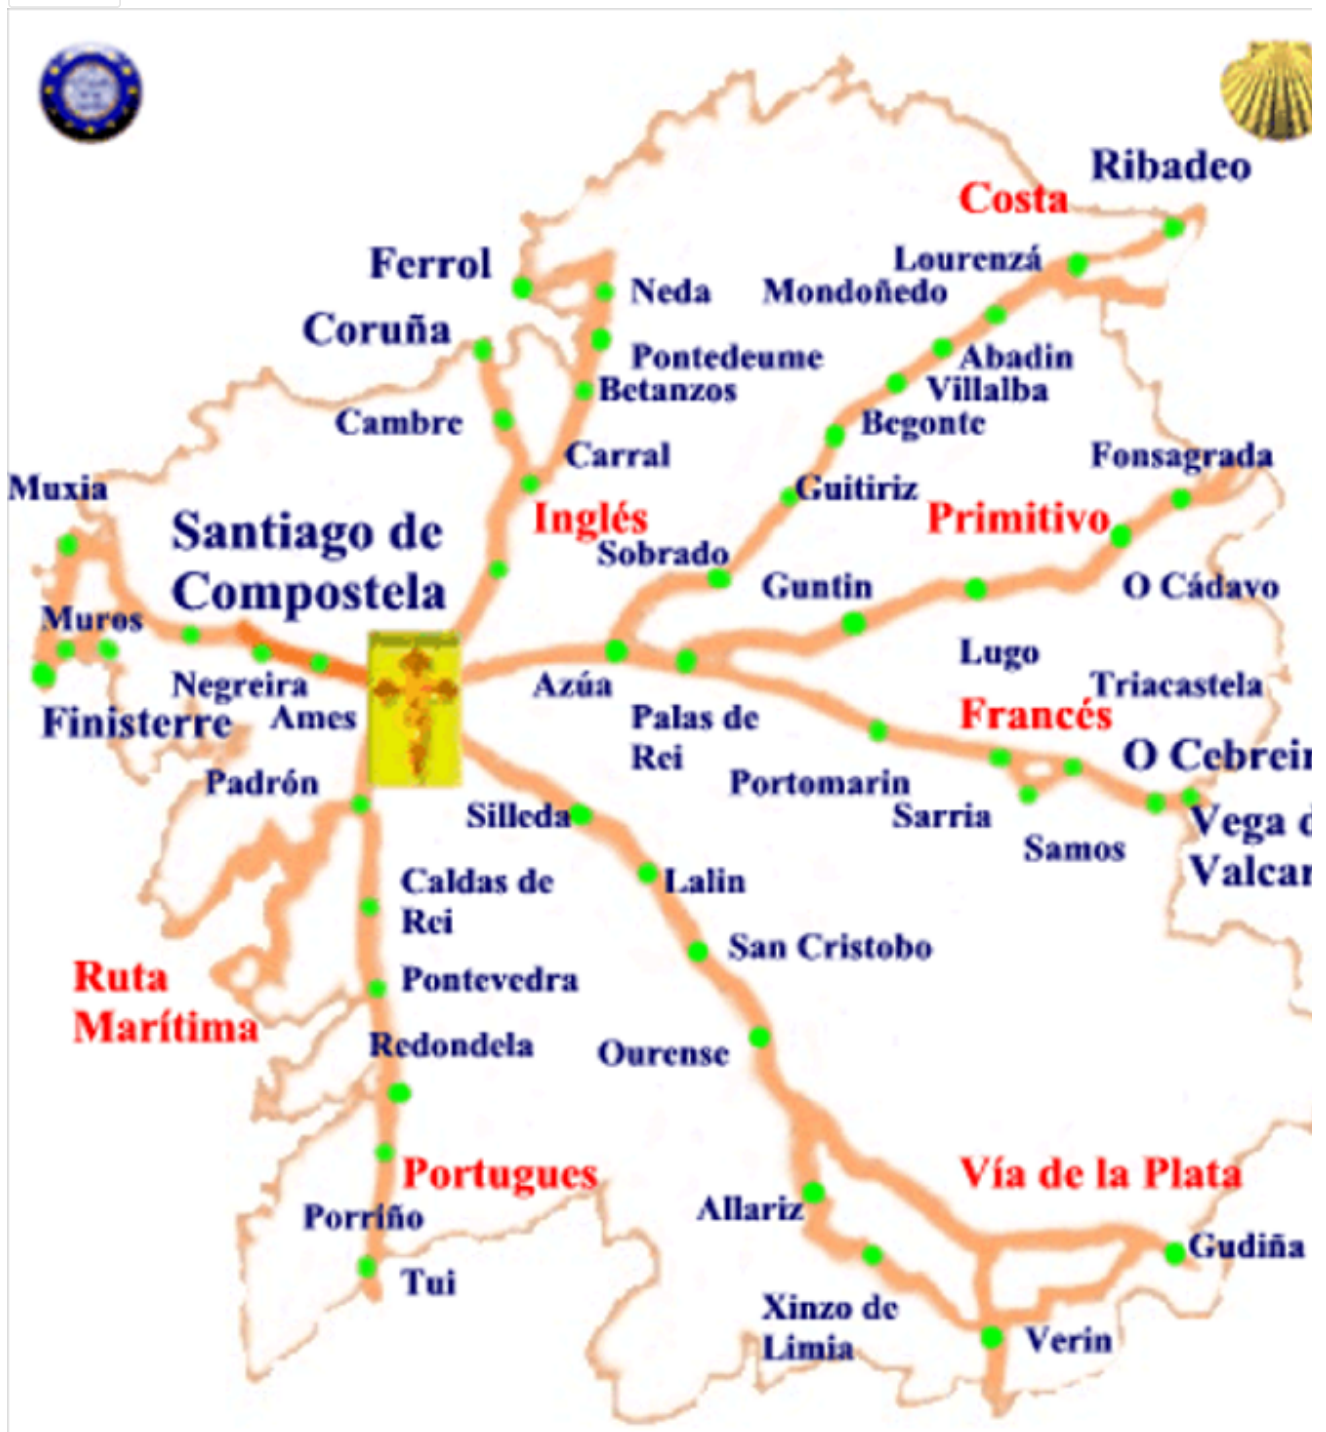 Ribadeo
Costa
Lourenzá
Ferrol
Neda
Mondoñedo
Coruña
Pontedeume
Abadin
Betanzos
Villalba
Cambre
Begonte
Carral
Fonsagrada
Muxia
Guitiriz
Santiago de
Compostela
Inglés
Primitivo
Sobrado
Guntin
O Cádavo
Muros
Lugo
Negreira
Azúa
Triacastela
Finisterre
Ames
Palas de
Rei
Francés
O Cebreir
Padrón
Portomarin
Silleda
Sarria
Vega d
Valcar
Samos
Caldas de
Rei
Lalin
San Cristobo
Ruta
Marítima
Pontevedra
Redondela
Ourense
Portugues
Vía de la Plata
Porriño
Allariz
Gudiña
Tui
Xinzo de
Limia
Verin